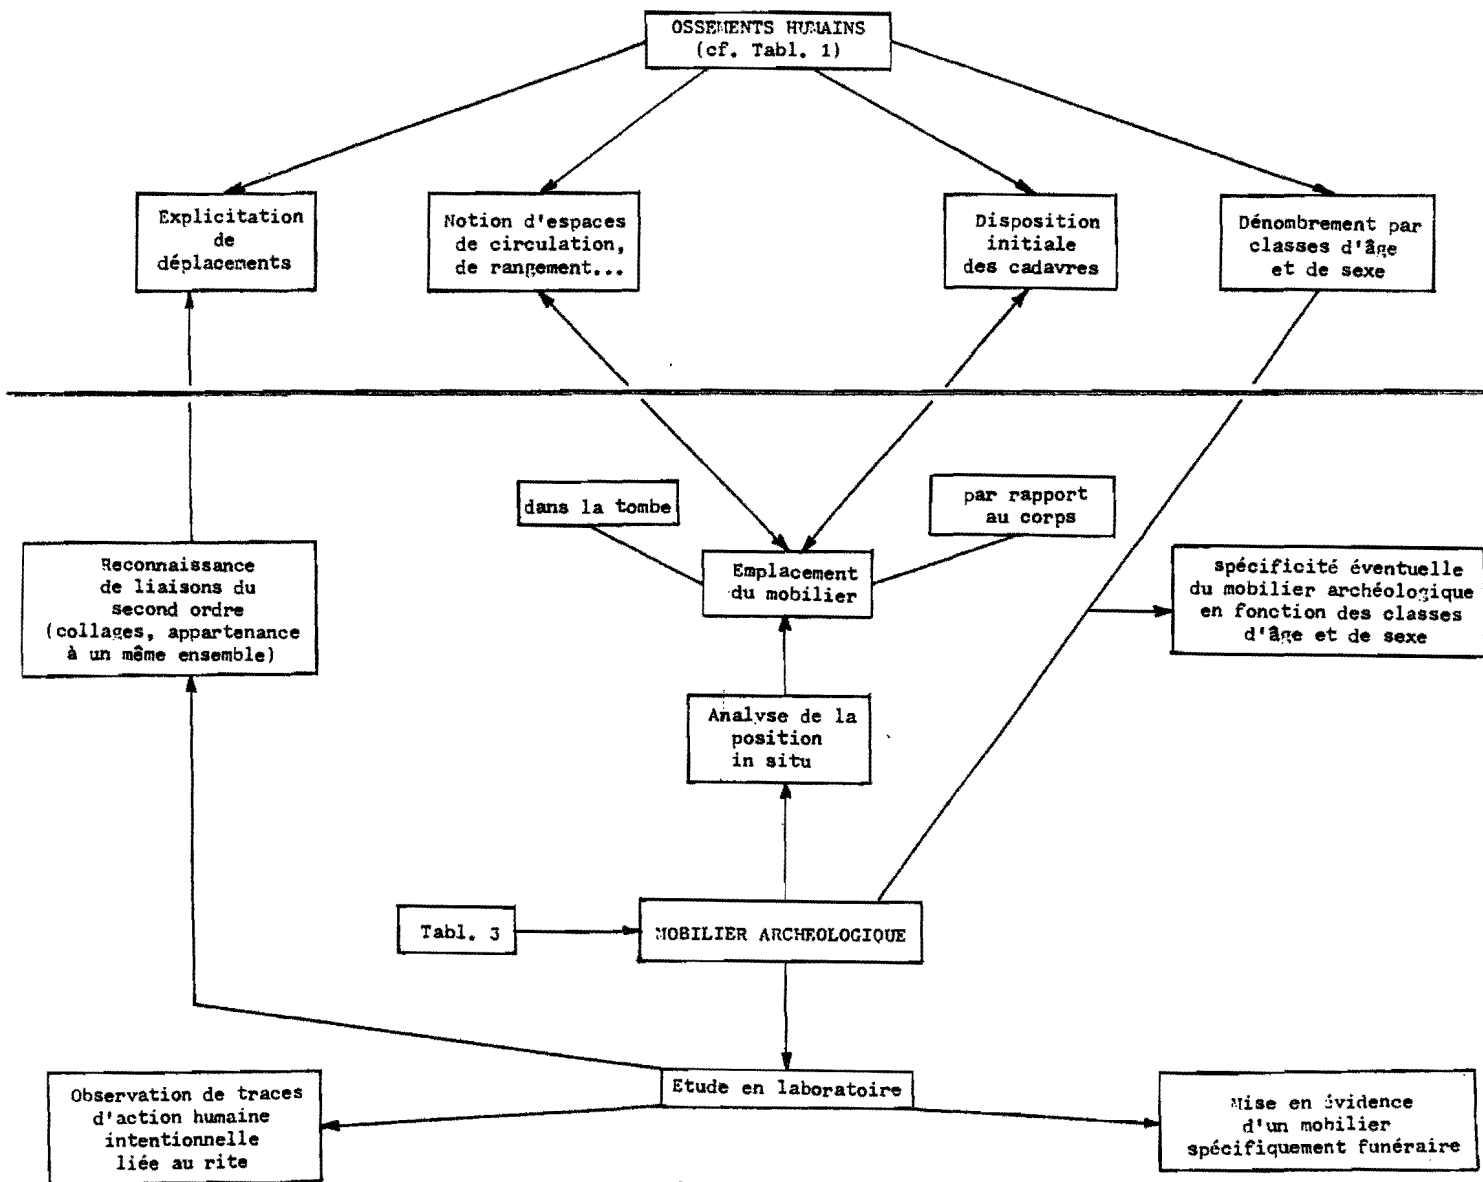 OSSEMENTS HUMAINS
(cf. Tabl. 1)
Explicitation
de
déplacements
Notion d'espaces
de circulation,
de rangement...
Disposition
initiale
des cadavres
Dénombrement par
classes d'âge
et de sexe
dans la tombe
par rapport
au corps
Reconnaissance
de liaisons du
second ordre
(collages, appartenance
à un même ensemble)
Emplacement
du mobilier
spécificité éventuelle
du mobilier archéologique
en fonction des classes
d'âge et de sexe
Analyse de la
position
in situ
Tabl. 3
MOBILIER ARCHEOLOGIQUE
Etude en laboratoire
Observation de traces
d'action humaine
intentionnelle
liée au rite
Mise en évidence
d'un mobilier
spécifiquement funéraire